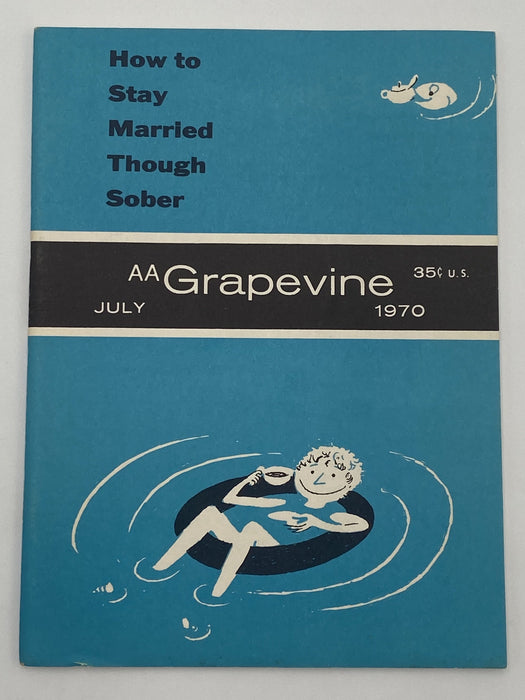 How to
Stay
Married
Though
Sober
AA Grapevine 35¢ U.S.
JULY 1970